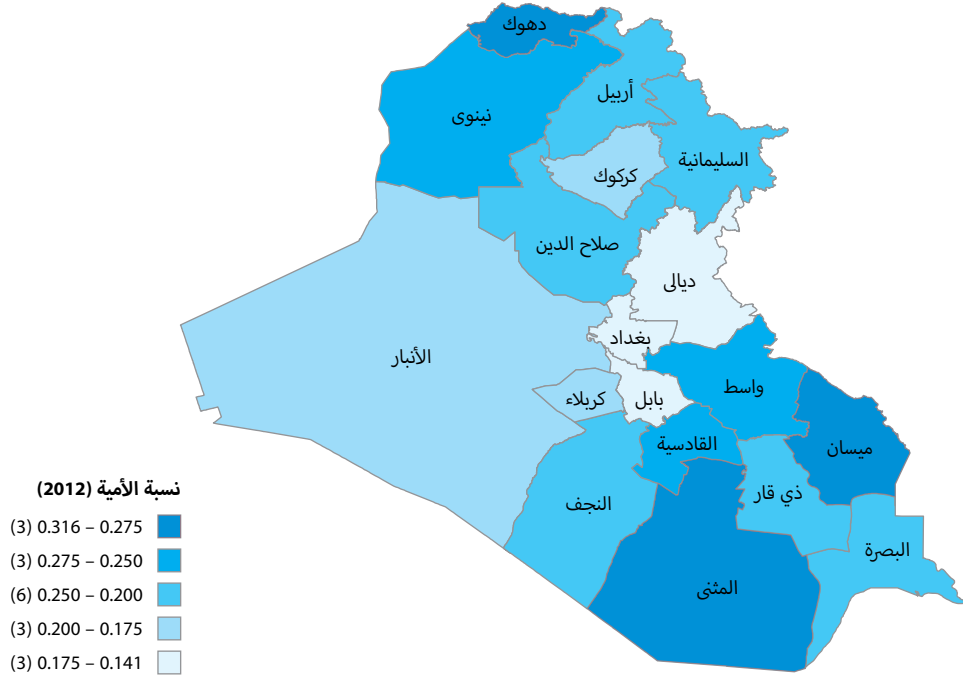 دهوك
أربيل
نينوى
السليمانية
كركوك
صلاح الدين
ديالى
بغداد
الأنبار
واسط
كربلاء
بابل
القادسية
ميسان
ذي قار
النجف
البصرة
المثنى
نسبة الأمية (2012)
0.275 – 0.316 (3)
0.250 – 0.275 (3)
0.200 – 0.250 (6)
0.175 – 0.200 (3)
0.141 – 0.175 (3)